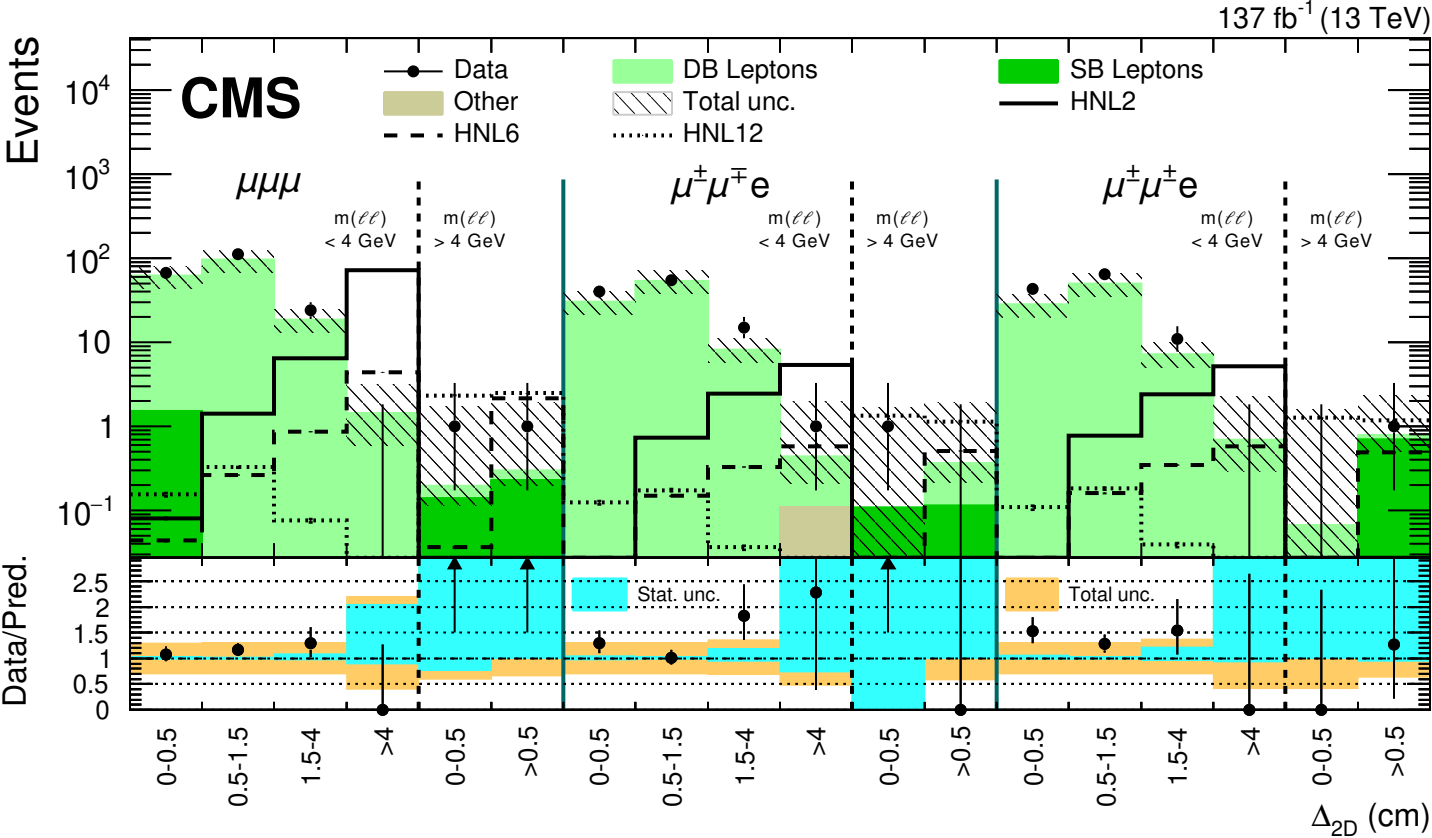 137 fb⁻¹ (13 TeV)
Events
CMS
Data
DB Leptons
SB Leptons
Other
Total unc.
HNL2
HNL6
HNL12
10⁴
10³
10²
10
1
10⁻¹
μμμ
μ±μ∓e
μ±μ±e
m(ℓℓ)
< 4 GeV
m(ℓℓ)
> 4 GeV
m(ℓℓ)
< 4 GeV
m(ℓℓ)
> 4 GeV
m(ℓℓ)
< 4 GeV
m(ℓℓ)
> 4 GeV
Data/Pred.
2.5
2
1.5
1
0.5
0
Stat. unc.
Total unc.
0-0.5
0.5-1.5
1.5-4
>4
0-0.5
>0.5
0-0.5
0.5-1.5
1.5-4
>4
0-0.5
>0.5
0-0.5
0.5-1.5
1.5-4
>4
0-0.5
>0.5
Δ2D (cm)